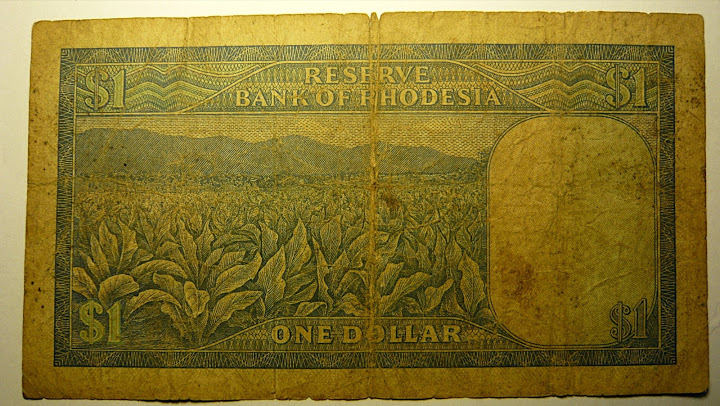 $1 RESERVE $1
BANK OF RHODESIA
$1 ONE DOLLAR $1